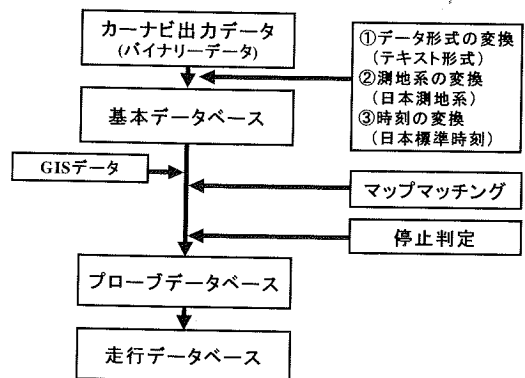 カーナビ出力データ
(バイナリーデータ)
①データ形式の変換
(テキスト形式)
②測地系の変換
(日本測地系)
③時刻の変換
(日本標準時刻)
基本データベース
GISデータ
マップマッチング
停止判定
プローブデータベース
走行データベース